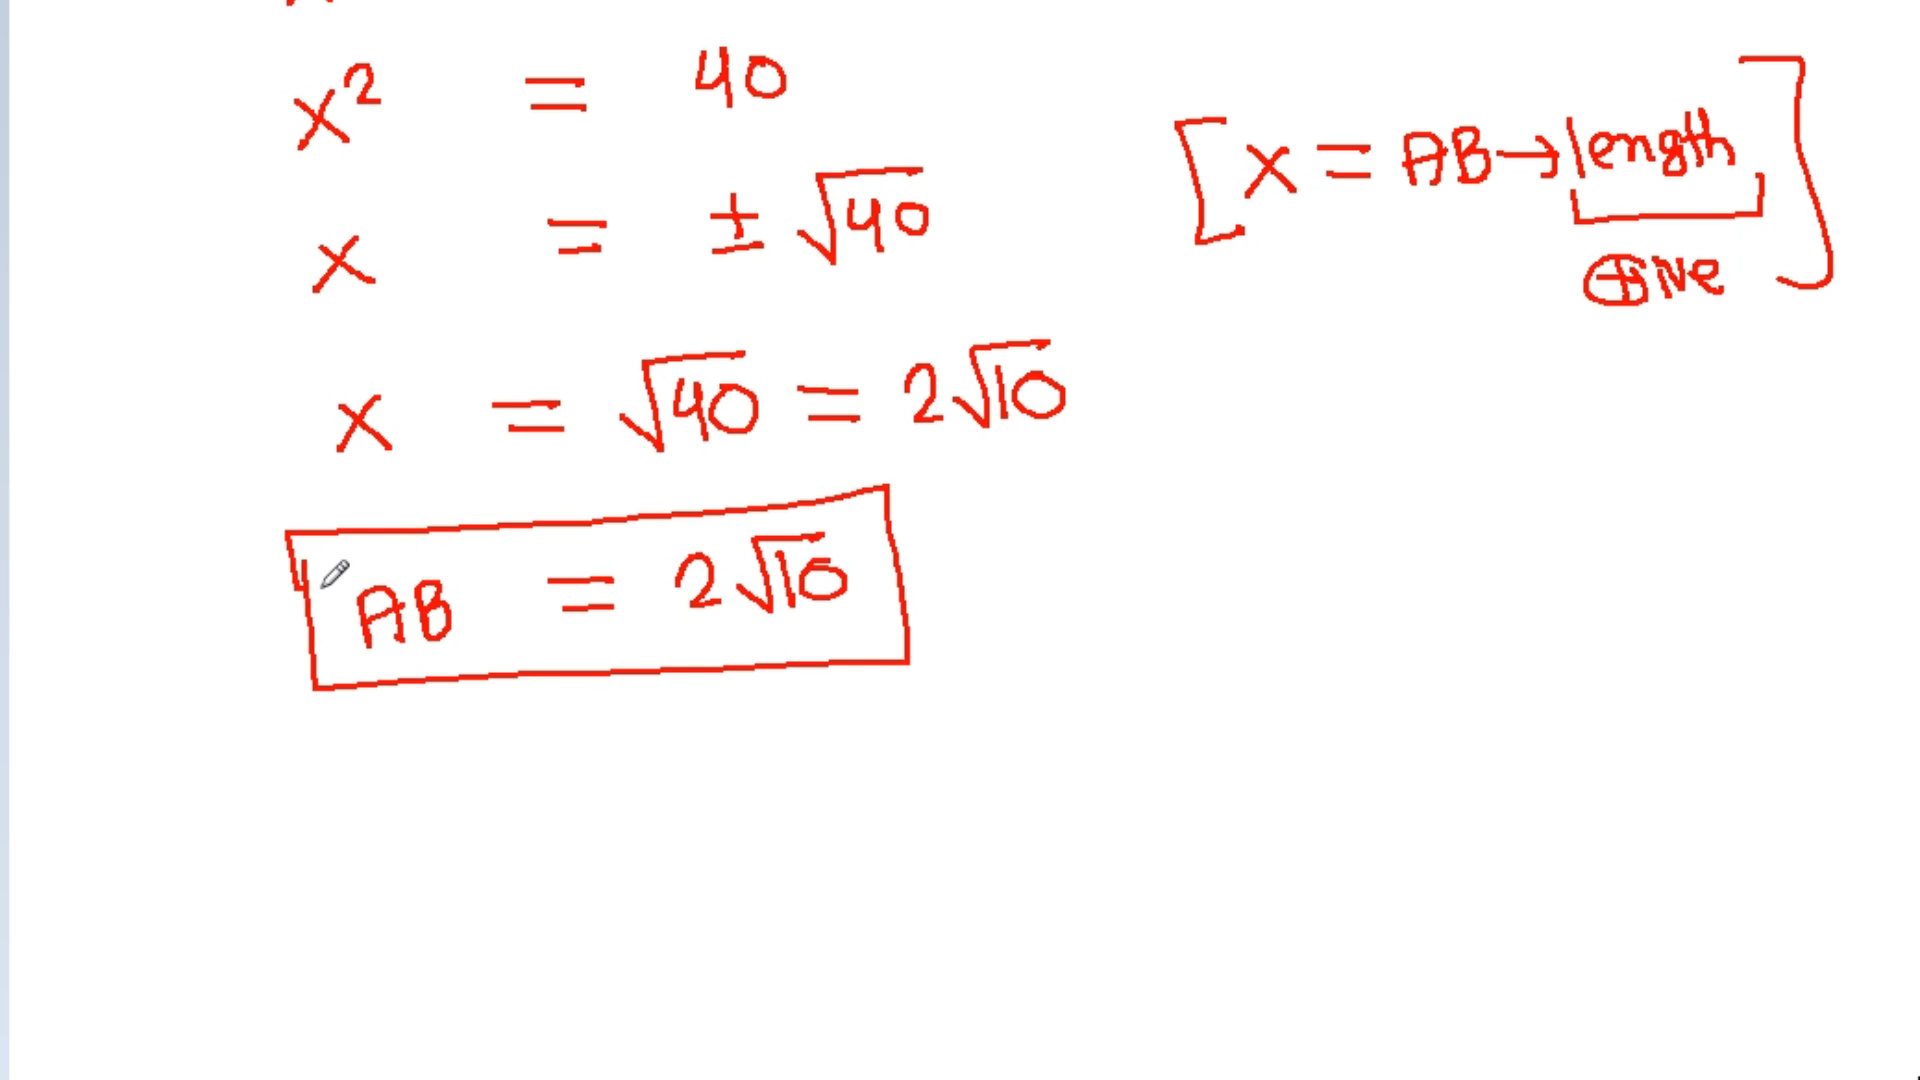 x² = 40
x = ± √40
[x = AB → length]
⊕ive
x = √40 = 2√10
AB = 2√10